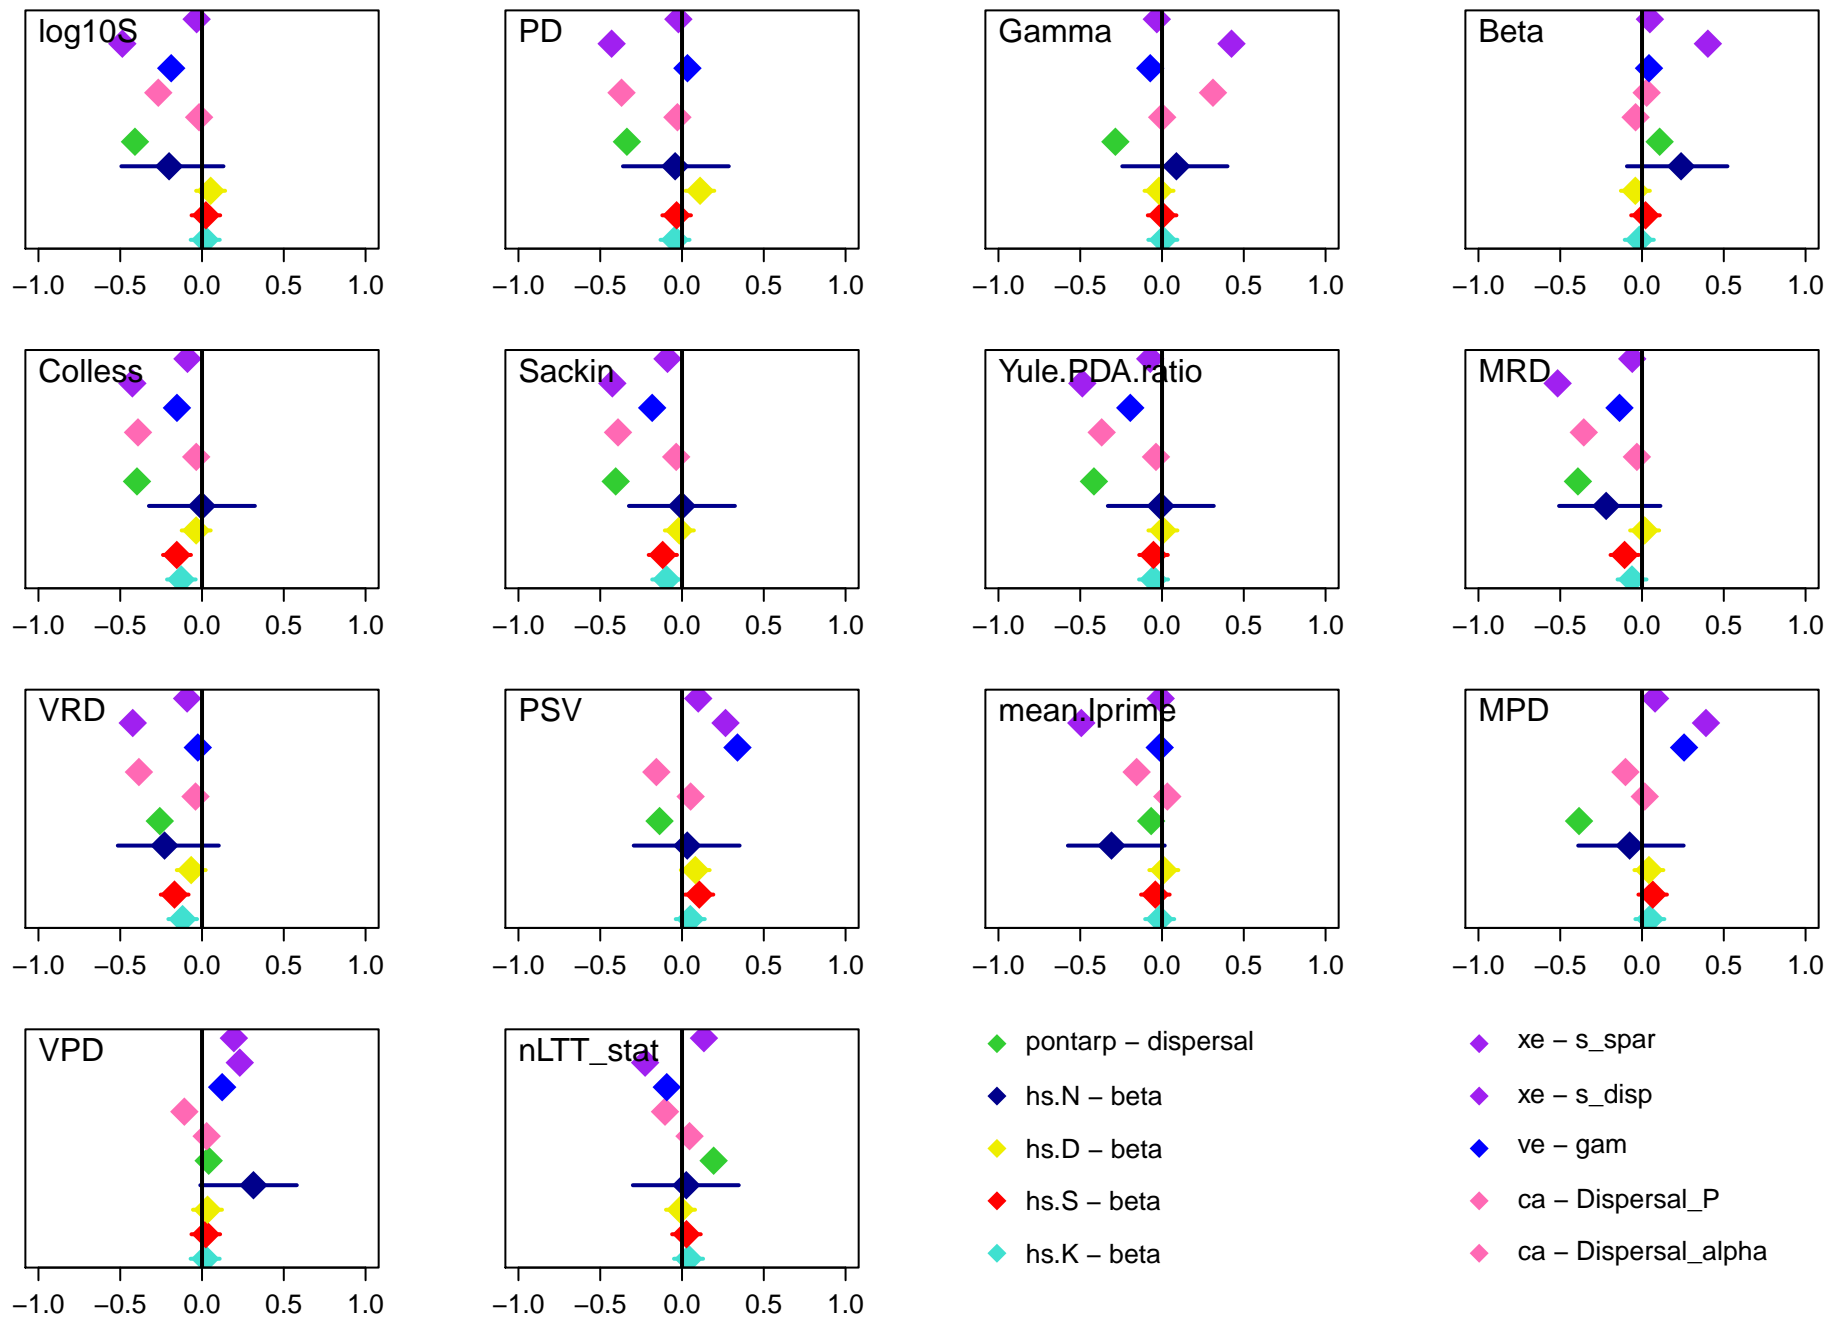 log10S PD Gamma Beta
−1.0 −0.5 0.0 0.5 1.0 −1.0 −0.5 0.0 0.5 1.0 −1.0 −0.5 0.0 0.5 1.0 −1.0 −0.5 0.0 0.5 1.0
Colless Sackin Yule.PDA.ratio MRD
−1.0 −0.5 0.0 0.5 1.0 −1.0 −0.5 0.0 0.5 1.0 −1.0 −0.5 0.0 0.5 1.0 −1.0 −0.5 0.0 0.5 1.0
VRD PSV mean.Iprime MPD
−1.0 −0.5 0.0 0.5 1.0 −1.0 −0.5 0.0 0.5 1.0 −1.0 −0.5 0.0 0.5 1.0 −1.0 −0.5 0.0 0.5 1.0
VPD nLTT_stat
−1.0 −0.5 0.0 0.5 1.0 −1.0 −0.5 0.0 0.5 1.0
pontarp − dispersal
hs.N − beta
hs.D − beta
hs.S − beta
hs.K − beta
xe − s_spar
xe − s_disp
ve − gam
ca − Dispersal_P
ca − Dispersal_alpha